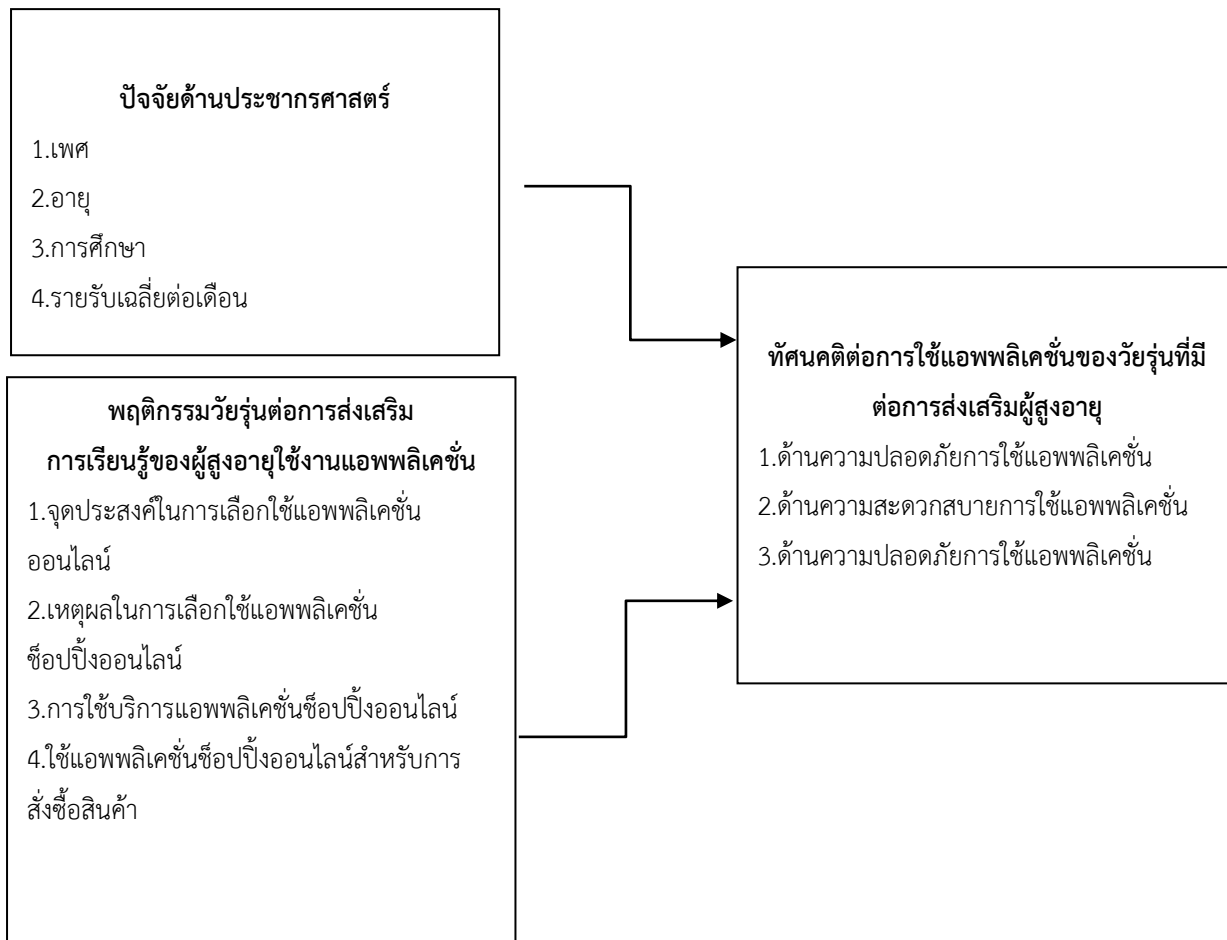 ปัจจัยด้านประชากรศาสตร์
1.เพศ
2.อายุ
3.การศึกษา
4.รายรับเฉลี่ยต่อเดือน
พฤติกรรมวัยรุ่นต่อการส่งเสริม
การเรียนรู้ของผู้สูงอายุใช้งานแอพพลิเคชั่น
1.จุดประสงค์ในการเลือกใช้แอพพลิเคชั่น
ออนไลน์
2.เหตุผลในการเลือกใช้แอพพลิเคชั่น
ช็อปปิ้งออนไลน์
3.การใช้บริการแอพพลิเคชั่นช็อปปิ้งออนไลน์
4.ใช้แอพพลิเคชั่นช็อปปิ้งออนไลน์สำหรับการ
สั่งซื้อสินค้า
ทัศนคติต่อการใช้แอพพลิเคชั่นของวัยรุ่นที่มี
ต่อการส่งเสริมผู้สูงอายุ
1.ด้านความปลอดภัยการใช้แอพพลิเคชั่น
2.ด้านความสะดวกสบายการใช้แอพพลิเคชั่น
3.ด้านความปลอดภัยการใช้แอพพลิเคชั่น